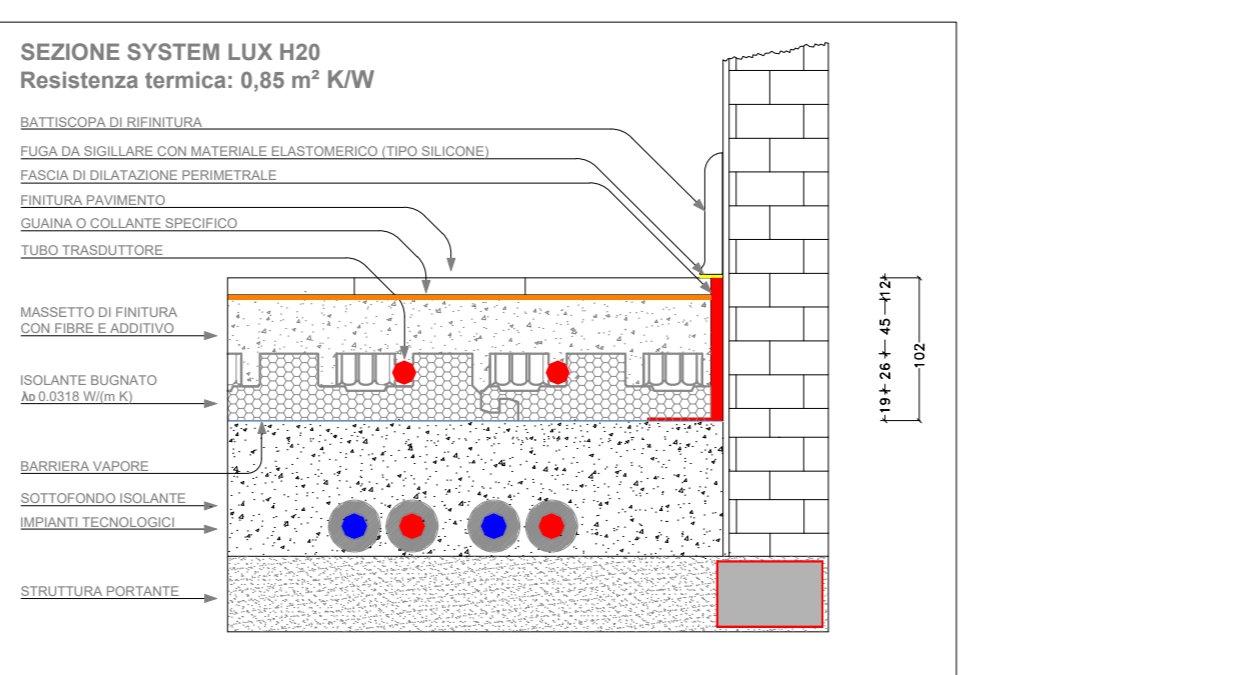 SEZIONE SYSTEM LUX H20
Resistenza termica: 0,85 m² K/W
BATTISCOPA DI RIFINITURA
FUGA DA SIGILLARE CON MATERIALE ELASTOMERICO (TIPO SILICONE)
FASCIA DI DILATAZIONE PERIMETRALE
FINITURA PAVIMENTO
GUAINA O COLLANTE SPECIFICO
TUBO TRASDUTTORE
MASSETTO DI FINITURA
CON FIBRE E ADDITIVO
ISOLANTE BUGNATO
λD 0.0318 W/(m K)
BARRIERA VAPORE
SOTTOFONDO ISOLANTE
IMPIANTI TECNOLOGICI
STRUTTURA PORTANTE
19 26 45 12
102